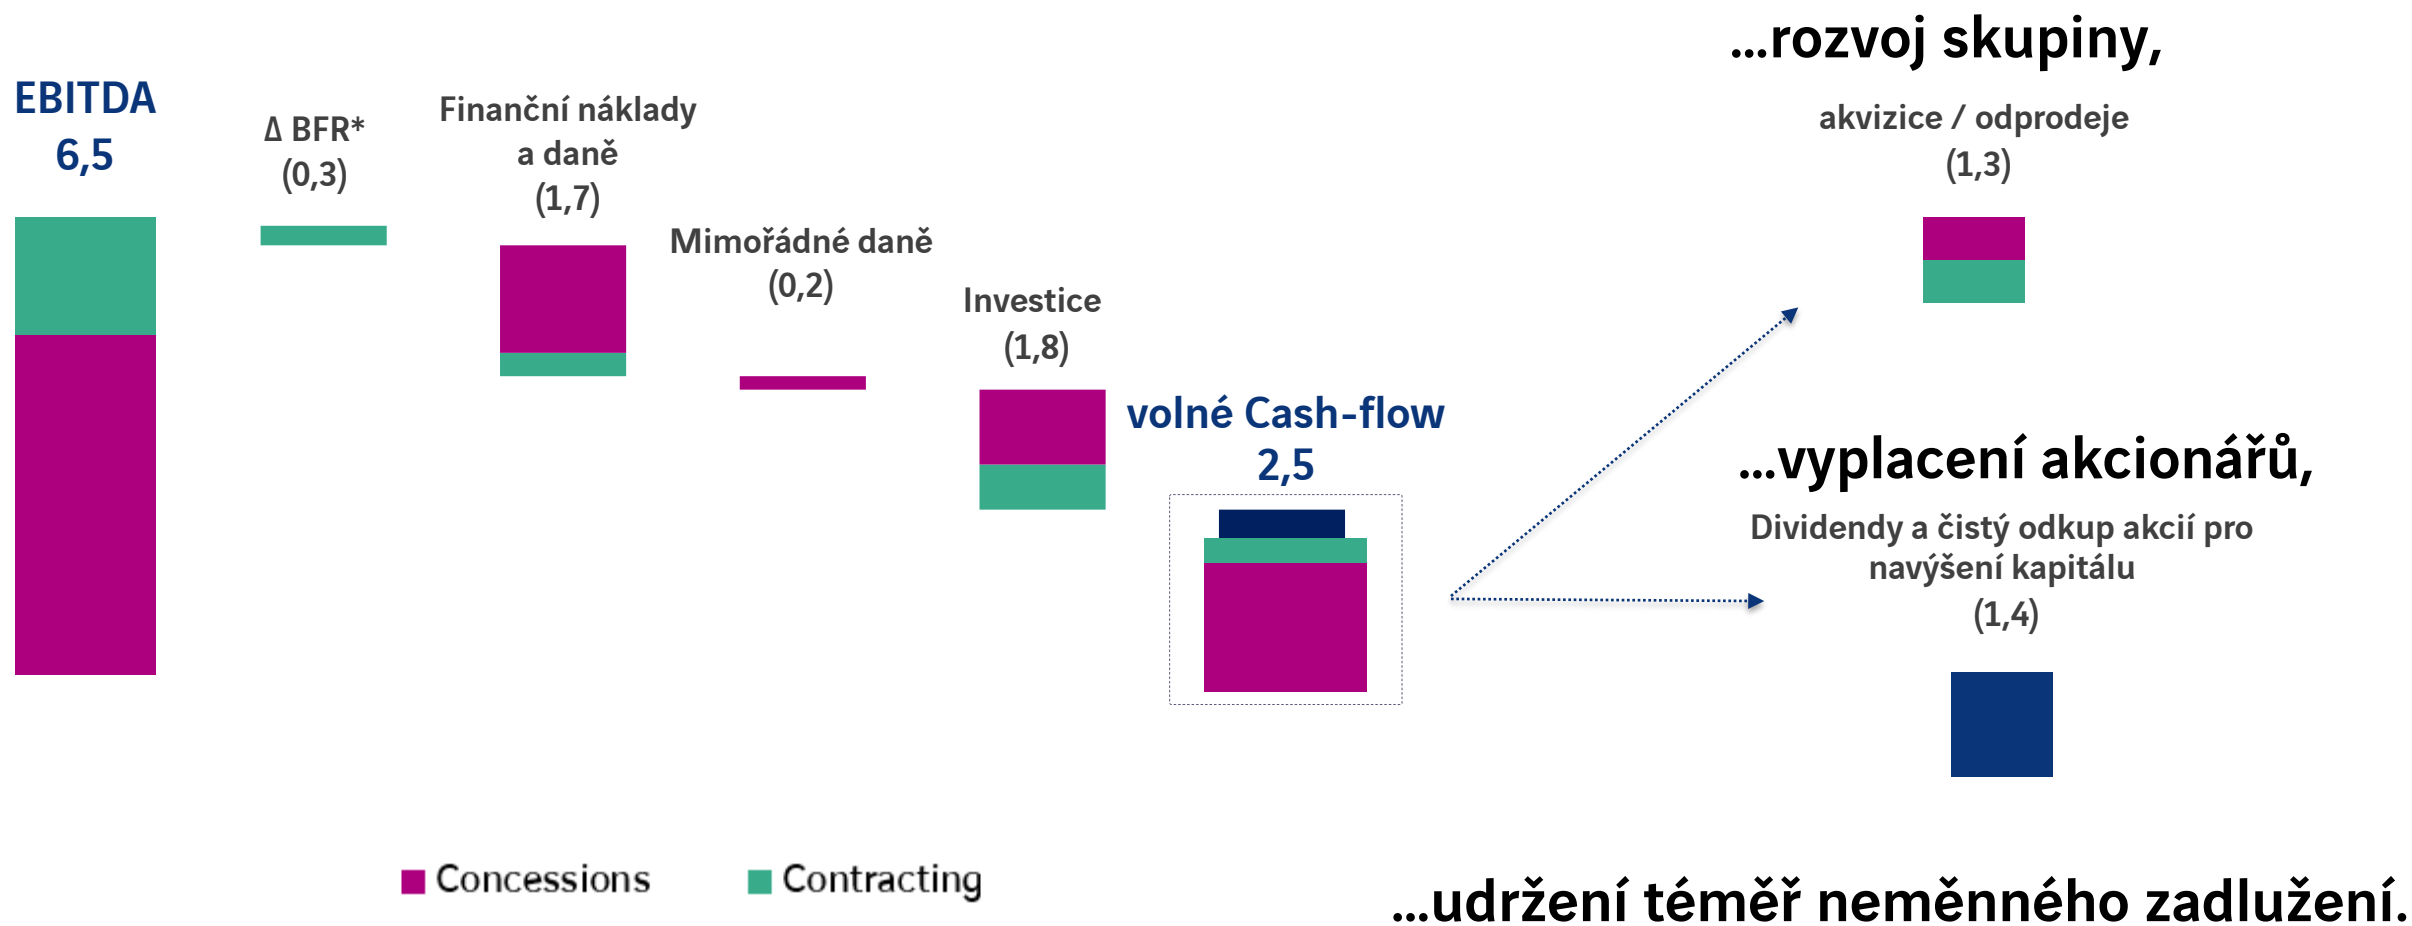 EBITDA
6,5
Δ BFR*
(0,3)
Finanční náklady
a daně
(1,7)
Mimořádné daně
(0,2)
Investice
(1,8)
volné Cash-flow
2,5
...rozvoj skupiny,
akvizice / odprodeje
(1,3)
...vyplacení akcionářů,
Dividendy a čistý odkup akcií pro
navýšení kapitálu
(1,4)
Concessions
Contracting
...udržení téměř neměnného zadlužení.